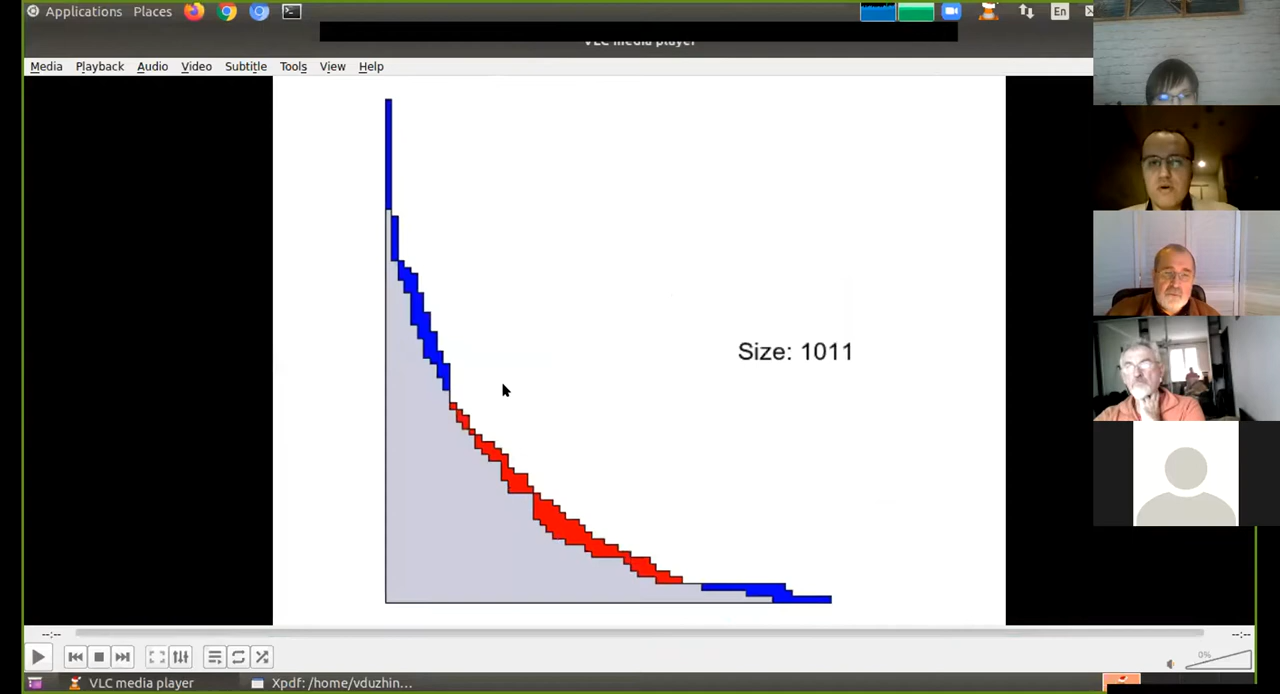 Applications Places En
VLC media player
Media Playback Audio Video Subtitle Tools View Help
Size: 1011
--:-- --:--
0%
VLC media player Xpdf: /home/vduzhin...